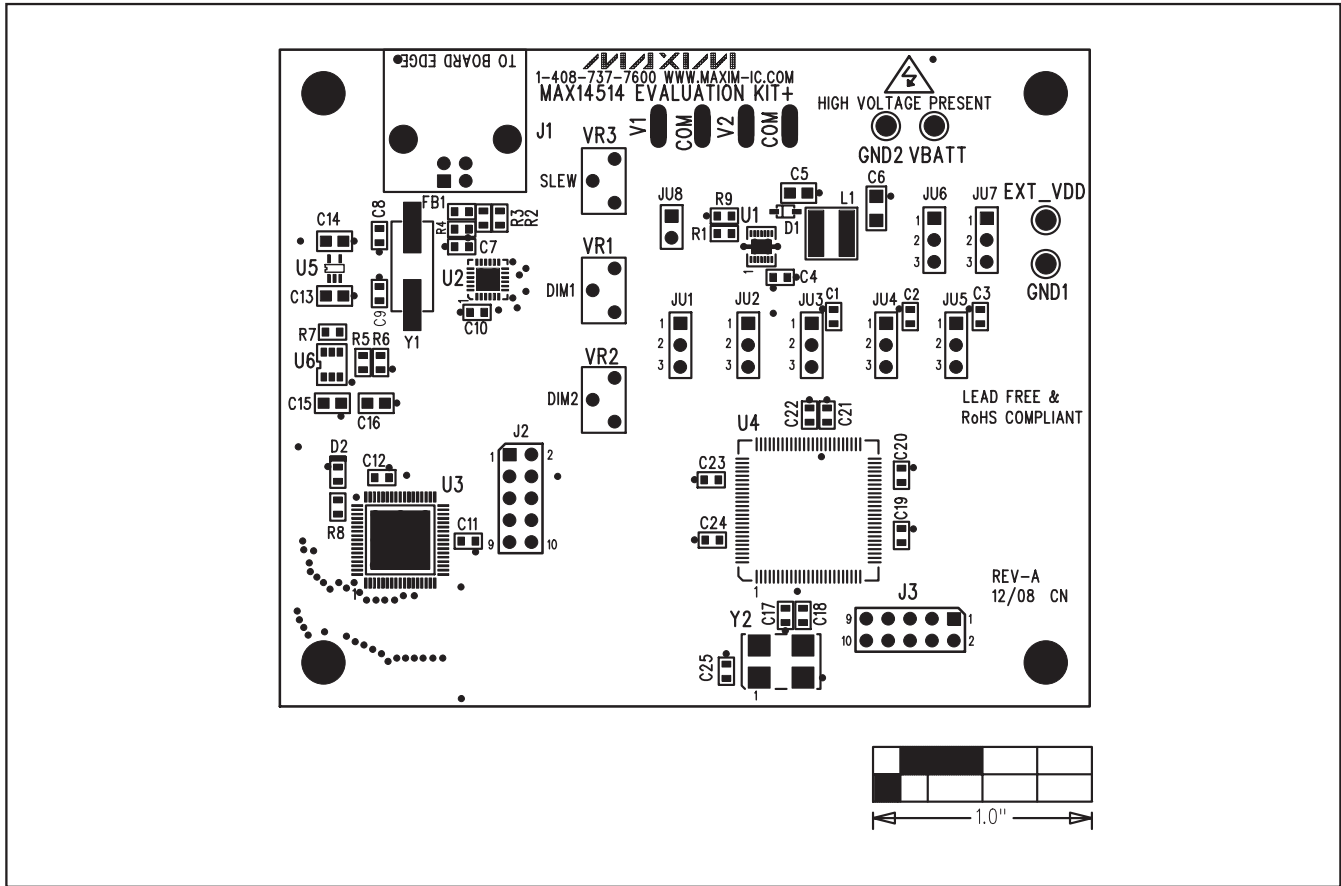 TO BOARD EDGE
MAXIM
1-408-737-7600 WWW.MAXIM-IC.COM
MAX14514 EVALUATION KIT+
HIGH VOLTAGE PRESENT
V1 COM V2 COM
GND2 VBATT
J1
VR3
SLEW
C5
C6
JU6
JU7
EXT_VDD
1
2
3
1
2
3
GND1
JU8
R9
R1
U1
1
D1
L1
C4
C14
C8
FB1
R4
R3
R2
C7
U5
U2
1
C13
C9
C10
Y1
VR1
DIM1
R7
U6
R5
R6
C15
C16
VR2
DIM2
JU1
1
2
3
JU2
1
2
3
JU3
1
2
3
C1
JU4
1
2
3
C2
JU5
1
2
3
C3
LEAD FREE &
RoHS COMPLIANT
C22
C21
U4
1
C23
C24
C20
C19
D2
C12
U3
1
R8
C11
J2
1
2
9
10
REV-A
12/08 CN
J3
9
1
10
2
C17
C18
Y2
1
C25
1.0"